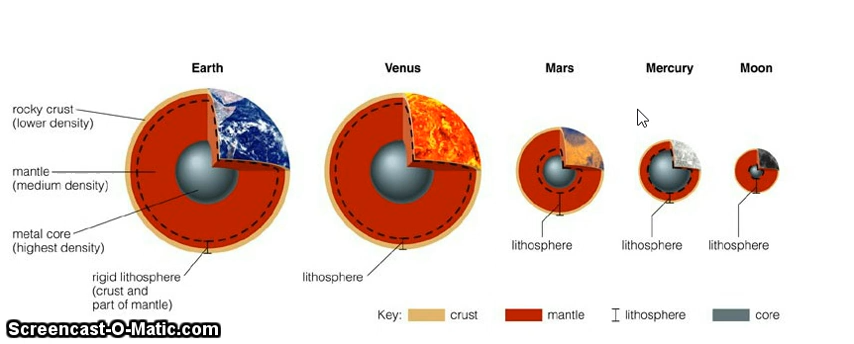 Earth
Venus
Mars
Mercury
Moon
rocky crust
(lower density)
mantle
(medium density)
metal core
(highest density)
rigid lithosphere
(crust and
part of mantle)
lithosphere
lithosphere
lithosphere
lithosphere
Key: crust mantle lithosphere core
Screencast-O-Matic.com